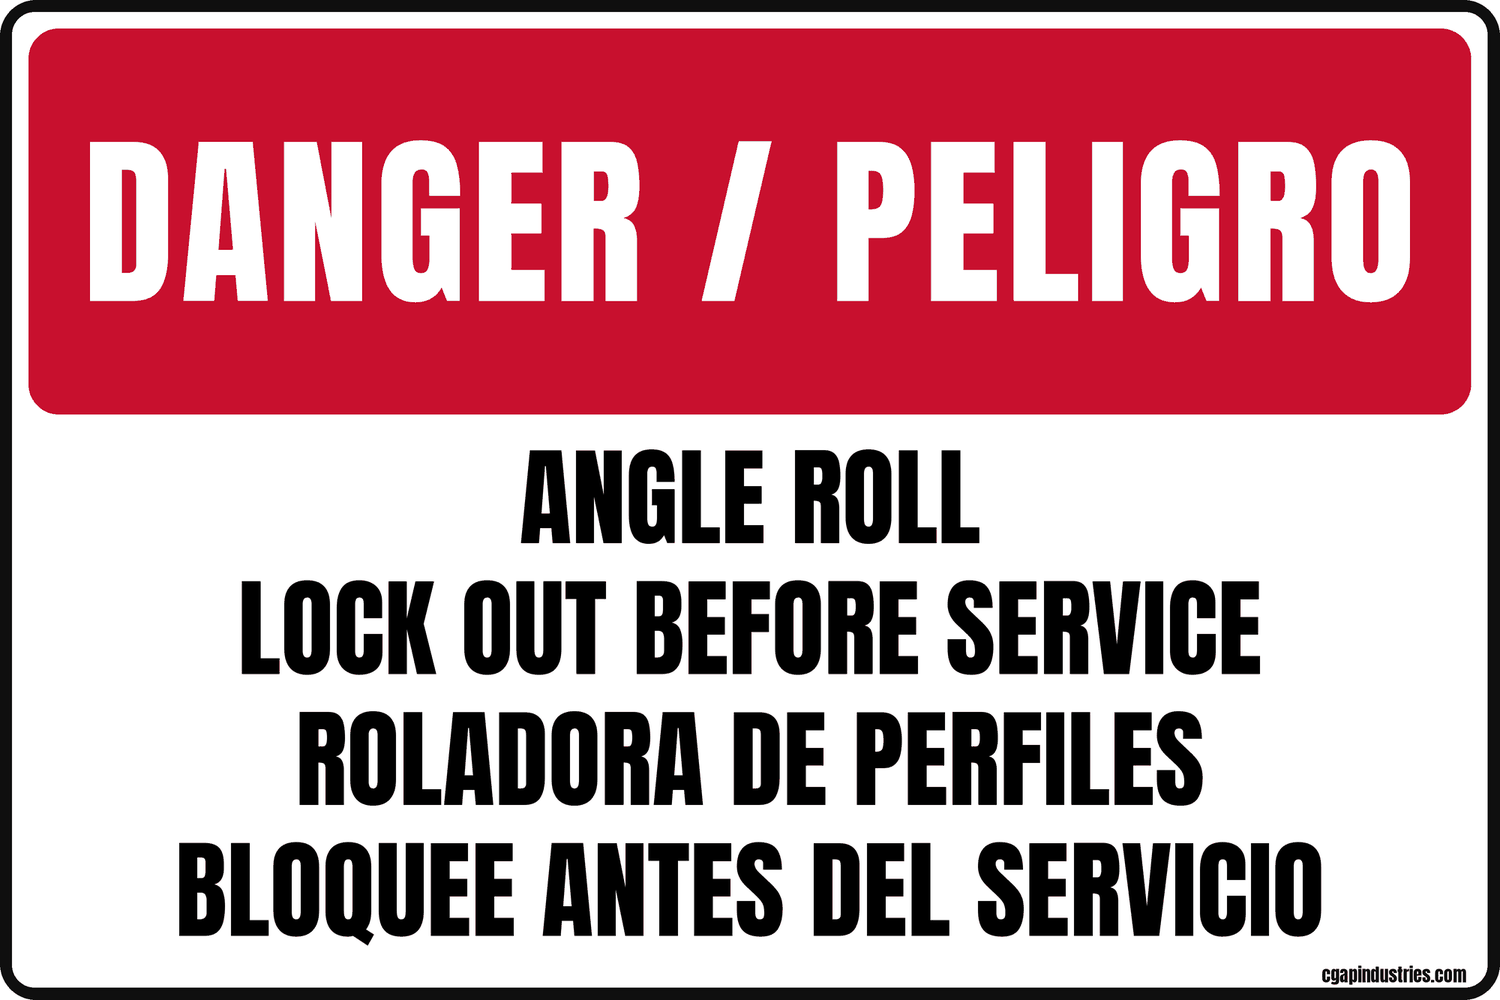 DANGER / PELIGRO
ANGLE ROLL
LOCK OUT BEFORE SERVICE
ROLADORA DE PERFILES
BLOQUEE ANTES DEL SERVICIO
cgapindustries.com